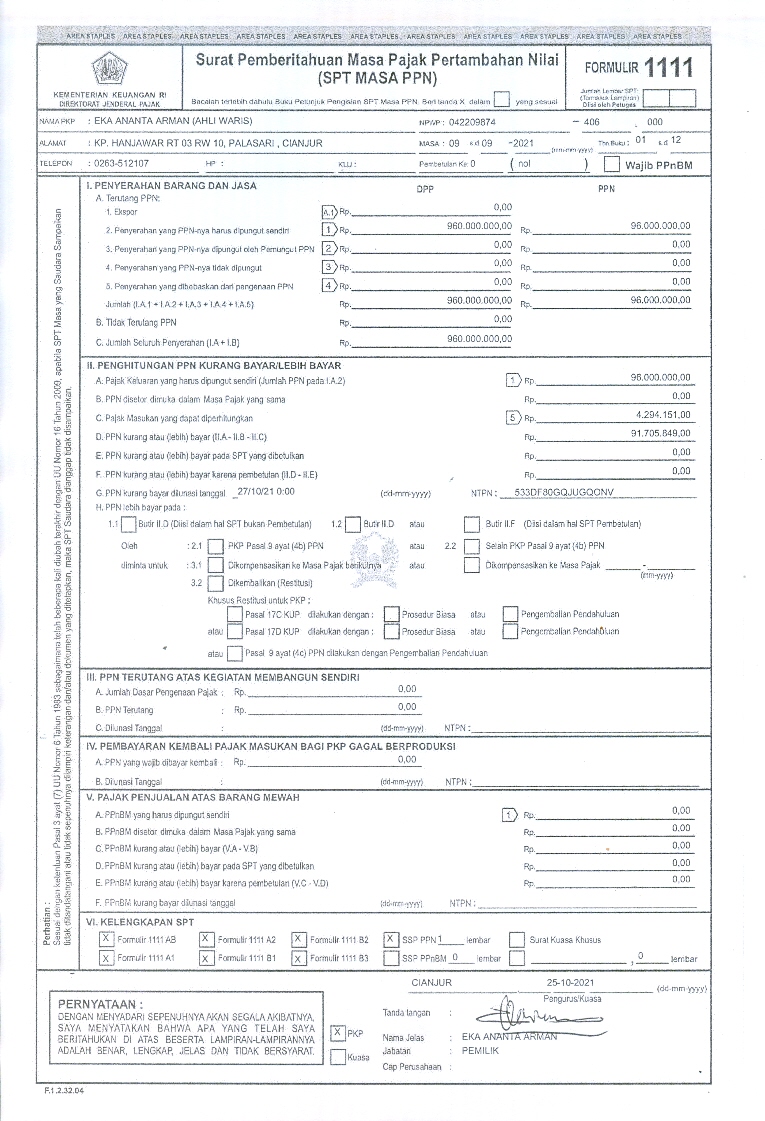 AREA STAPLES AREA STAPLES AREA STAPLES AREA STAPLES AREA STAPLES AREA STAPLES AREA STAPLES AREA STAPLES AREA STAPLES AREA STAPLES AREA STAPLES
KEMENTERIAN KEUANGAN RI
DIREKTORAT JENDERAL PAJAK
Surat Pemberitahuan Masa Pajak Pertambahan Nilai
(SPT MASA PPN)
Bacalah terlebih dahulu Buku Petunjuk Pengisian SPT Masa PPN. Beri tanda X dalam yang sesuai
FORMULIR 1111
Jumlah Lembar SPT:
(Termasuk Lampiran)
Diisi oleh Petugas
NAMA PKP : EKA ANANTA ARMAN (AHLI WARIS) NPWP : 042209874 – 406 . 000
ALAMAT : KP. HANJAWAR RT 03 RW 10, PALASARI , CIANJUR MASA : 09 s.d 09 -2021 (mm-mm-yyyy) Thn Buku : 01 s.d 12
TELEPON : 0263-512107 HP : KLU : Pembetulan Ke: 0 ( nol ) Wajib PPnBM
I. PENYERAHAN BARANG DAN JASA DPP PPN
A. Terutang PPN:
1. Ekspor A.1 Rp. 0,00
2. Penyerahan yang PPN-nya harus dipungut sendiri 1 Rp. 960.000.000,00 Rp. 96.000.000,00
3. Penyerahan yang PPN-nya dipungut oleh Pemungut PPN 2 Rp. 0,00 Rp. 0,00
4. Penyerahan yang PPN-nya tidak dipungut 3 Rp. 0,00 Rp. 0,00
5. Penyerahan yang dibebaskan dari pengenaan PPN 4 Rp. 0,00 Rp. 0,00
Jumlah (I.A.1 + I.A.2 + I.A.3 + I.A.4 + I.A.5) Rp. 960.000.000,00 Rp. 96.000.000,00
B. Tidak Terutang PPN Rp. 0,00
C. Jumlah Seluruh Penyerahan (I.A + I.B) Rp. 960.000.000,00
II. PENGHITUNGAN PPN KURANG BAYAR/LEBIH BAYAR
A. Pajak Keluaran yang harus dipungut sendiri (Jumlah PPN pada I.A.2) 1 Rp. 96.000.000,00
B. PPN disetor dimuka dalam Masa Pajak yang sama Rp. 0,00
C. Pajak Masukan yang dapat diperhitungkan 5 Rp. 4.294.151,00
D. PPN kurang atau (lebih) bayar (II.A - II.B - II.C) Rp. 91.705.849,00
E. PPN kurang atau (lebih) bayar pada SPT yang dibetulkan Rp. 0,00
F. PPN kurang atau (lebih) bayar karena pembetulan (II.D - II.E) Rp. 0,00
G. PPN kurang bayar dilunasi tanggal 27/10/21 0:00 (dd-mm-yyyy) NTPN : 533DF80GQJUGQONV
H. PPN lebih bayar pada :
1.1 Butir II.D (Diisi dalam hal SPT bukan Pembetulan) 1.2 Butir II.D atau Butir II.F (Diisi dalam hal SPT Pembetulan)
Oleh : 2.1 PKP Pasal 9 ayat (4b) PPN atau 2.2 Selain PKP Pasal 9 ayat (4b) PPN
diminta untuk : 3.1 Dikompensasikan ke Masa Pajak berikutnya atau Dikompensasikan ke Masa Pajak -
(mm-yyyy)
3.2 Dikembalikan (Restitusi)
Khusus Restitusi untuk PKP :
Pasal 17C KUP dilakukan dengan : Prosedur Biasa atau Pengembalian Pendahuluan
atau Pasal 17D KUP dilakukan dengan : Prosedur Biasa atau Pengembalian Pendahuluan
atau Pasal 9 ayat (4c) PPN dilakukan dengan Pengembalian Pendahuluan
III. PPN TERUTANG ATAS KEGIATAN MEMBANGUN SENDIRI
A. Jumlah Dasar Pengenaan Pajak : Rp. 0,00
B. PPN Terutang : Rp. 0,00
C. Dilunasi Tanggal : (dd-mm-yyyy) NTPN :
IV. PEMBAYARAN KEMBALI PAJAK MASUKAN BAGI PKP GAGAL BERPRODUKSI
A. PPN yang wajib dibayar kembali : Rp. 0,00
B. Dilunasi Tanggal : (dd-mm-yyyy) NTPN :
V. PAJAK PENJUALAN ATAS BARANG MEWAH
A. PPnBM yang harus dipungut sendiri 1 Rp. 0,00
B. PPnBM disetor dimuka dalam Masa Pajak yang sama Rp. 0,00
C. PPnBM kurang atau (lebih) bayar (V.A - V.B) Rp. 0,00
D. PPnBM kurang atau (lebih) bayar pada SPT yang dibetulkan Rp. 0,00
E. PPnBM kurang atau (lebih) bayar karena pembetulan (V.C - V.D) Rp. 0,00
F. PPnBM kurang bayar dilunasi tanggal (dd-mm-yyyy) NTPN :
VI. KELENGKAPAN SPT
X Formulir 1111 AB X Formulir 1111 A2 X Formulir 1111 B2 X SSP PPN 1 lembar Surat Kuasa Khusus
X Formulir 1111 A1 X Formulir 1111 B1 X Formulir 1111 B3 SSP PPnBM 0 lembar , 0 lembar
Perhatian :
Sesuai dengan ketentuan Pasal 3 ayat (7) UU Nomor 6 Tahun 1983 sebagaimana telah beberapa kali diubah terakhir dengan UU Nomor 16 Tahun 2009, apabila SPT Masa yang Saudara Sampaikan
tidak ditandatangani atau tidak sepenuhnya dilampiri keterangan dan/atau dokumen yang ditetapkan, maka SPT Saudara dianggap tidak disampaikan.
PERNYATAAN :
DENGAN MENYADARI SEPENUHNYA AKAN SEGALA AKIBATNYA,
SAYA MENYATAKAN BAHWA APA YANG TELAH SAYA
BERITAHUKAN DI ATAS BESERTA LAMPIRAN-LAMPIRANNYA
ADALAH BENAR, LENGKAP, JELAS DAN TIDAK BERSYARAT.
X PKP
Kuasa
CIANJUR 25-10-2021 (dd-mm-yyyy)
Pengurus/Kuasa
Tanda tangan :
Nama Jelas : EKA ANANTA ARMAN
Jabatan : PEMILIK
Cap Perusahaan :
F.1.2.32.04